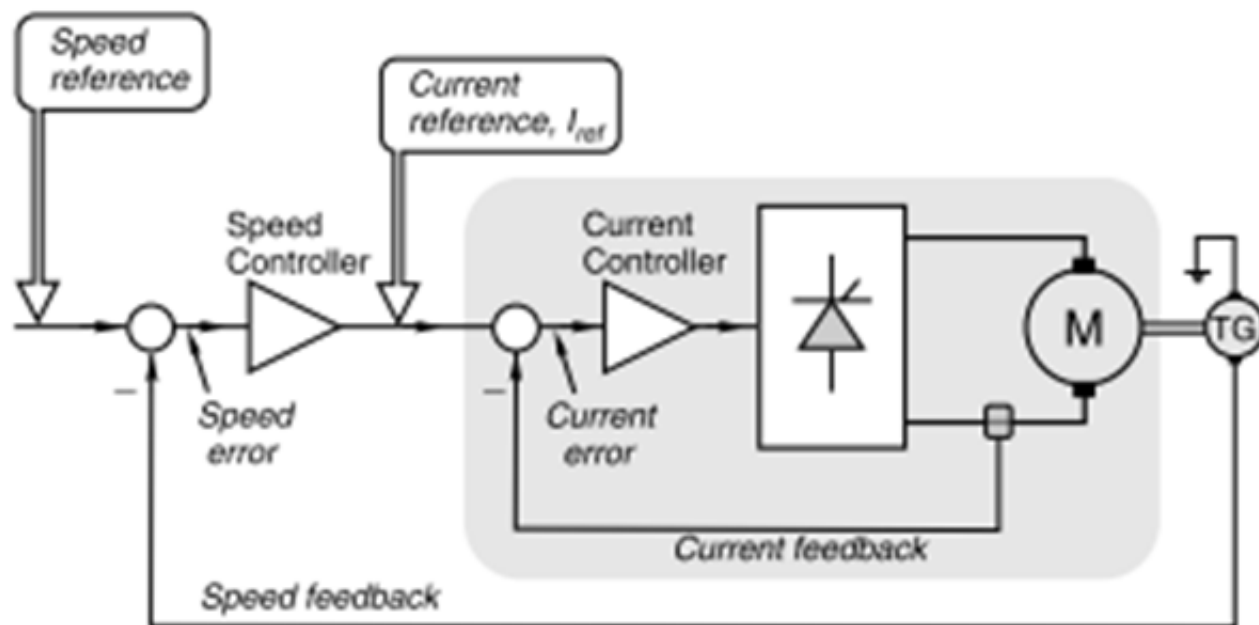 Speed
reference
Current
reference, I_ref
Speed
Controller
Current
Controller
M
TG
–
Speed
error
–
Current
error
Current feedback
Speed feedback